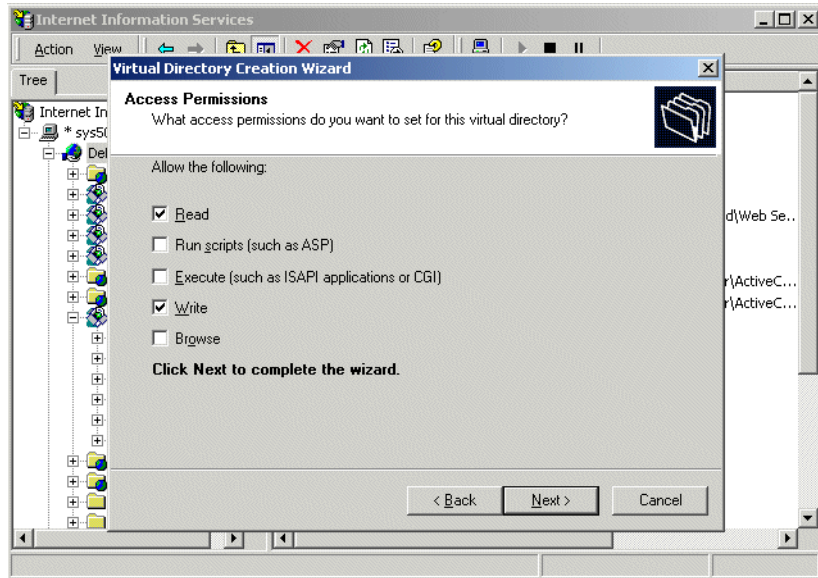 Internet Information Services
Action View
Virtual Directory Creation Wizard
Tree
Access Permissions
What access permissions do you want to set for this virtual directory?
Internet In
* sys50
Del
Allow the following:
Read
d\Web Se..
Run scripts (such as ASP)
Execute (such as ISAPI applications or CGI)
r\ActiveC...
Write
r\ActiveC...
Browse
Click Next to complete the wizard.
< Back Next > Cancel